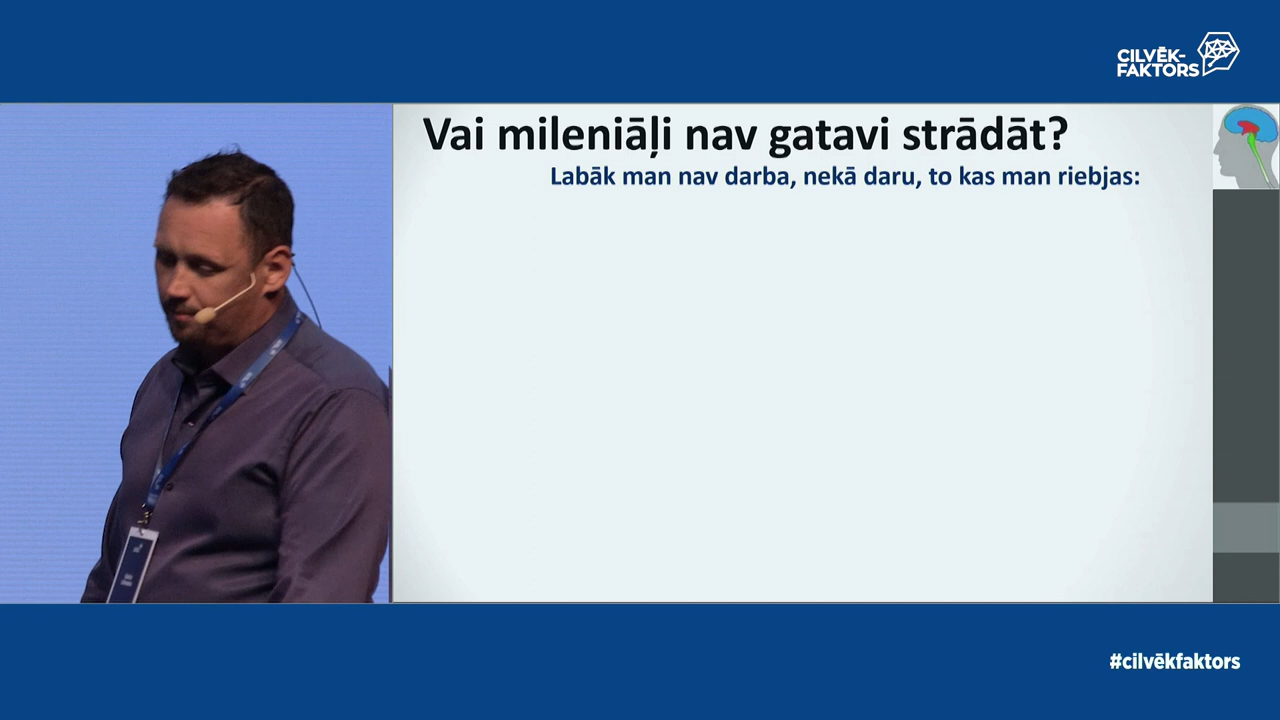 CILVĒK-
FAKTORS
Vai mileniāļi nav gatavi strādāt?
Labāk man nav darba, nekā daru, to kas man riebjas:
#cilvēkfaktors